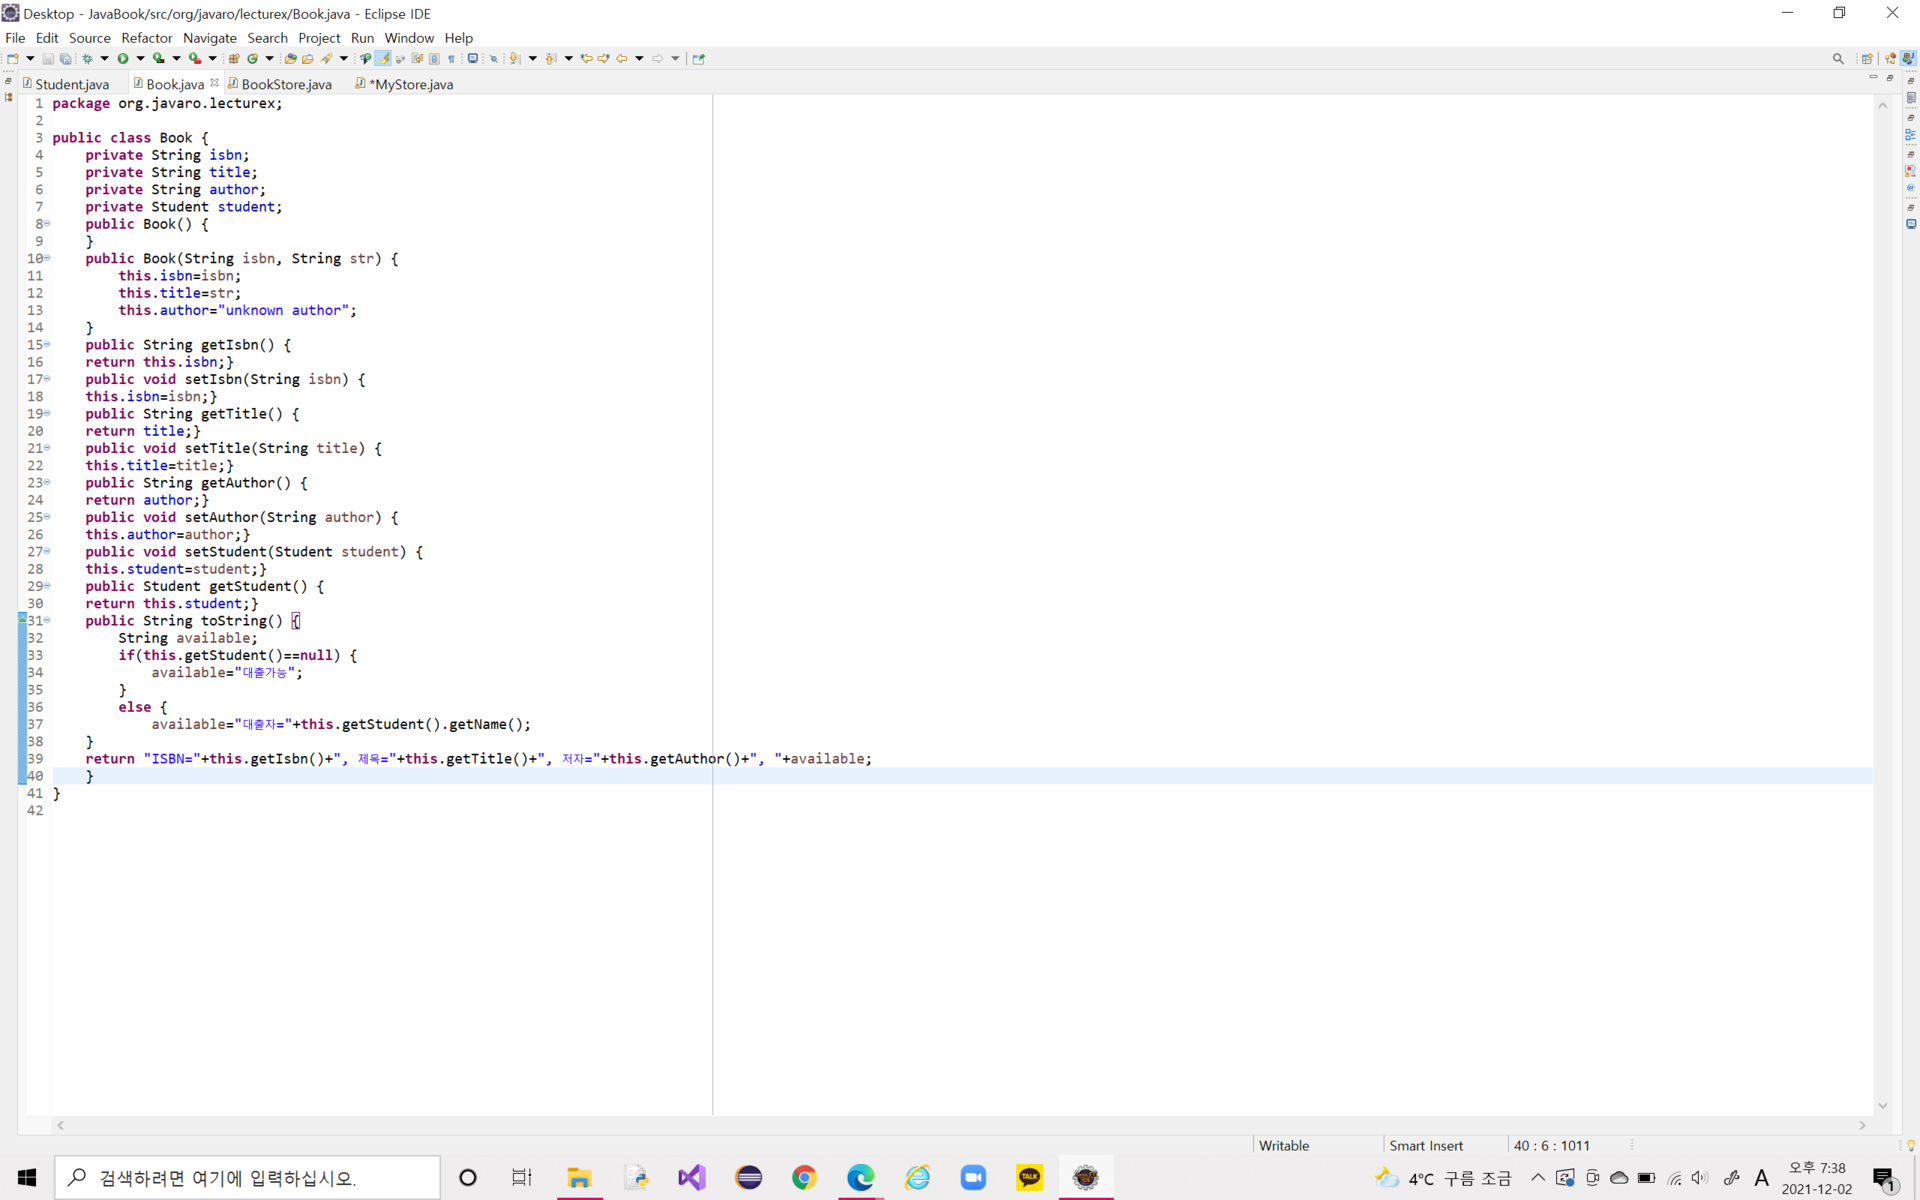 Desktop - JavaBook/src/org/javaro/lecturex/Book.java - Eclipse IDE
File Edit Source Refactor Navigate Search Project Run Window Help
Student.java Book.java BookStore.java *MyStore.java
1 package org.javaro.lecturex;
2
3 public class Book {
4     private String isbn;
5     private String title;
6     private String author;
7     private Student student;
8     public Book() {
9     }
10     public Book(String isbn, String str) {
11         this.isbn=isbn;
12         this.title=str;
13         this.author="unknown author";
14     }
15     public String getIsbn() {
16     return this.isbn;}
17     public void setIsbn(String isbn) {
18     this.isbn=isbn;}
19     public String getTitle() {
20     return title;}
21     public void setTitle(String title) {
22     this.title=title;}
23     public String getAuthor() {
24     return author;}
25     public void setAuthor(String author) {
26     this.author=author;}
27     public void setStudent(Student student) {
28     this.student=student;}
29     public Student getStudent() {
30     return this.student;}
31     public String toString() {
32         String available;
33         if(this.getStudent()==null) {
34             available="대출가능";
35         }
36         else {
37             available="대출자="+this.getStudent().getName();
38     }
39     return "ISBN="+this.getIsbn()+", 제목="+this.getTitle()+", 저자="+this.getAuthor()+", "+available;
40     }
41 }
42
Writable Smart Insert 40 : 6 : 1011
검색하려면 여기에 입력하십시오.
TALK
4°C 구름 조금
A
오후 7:38
2021-12-02
1